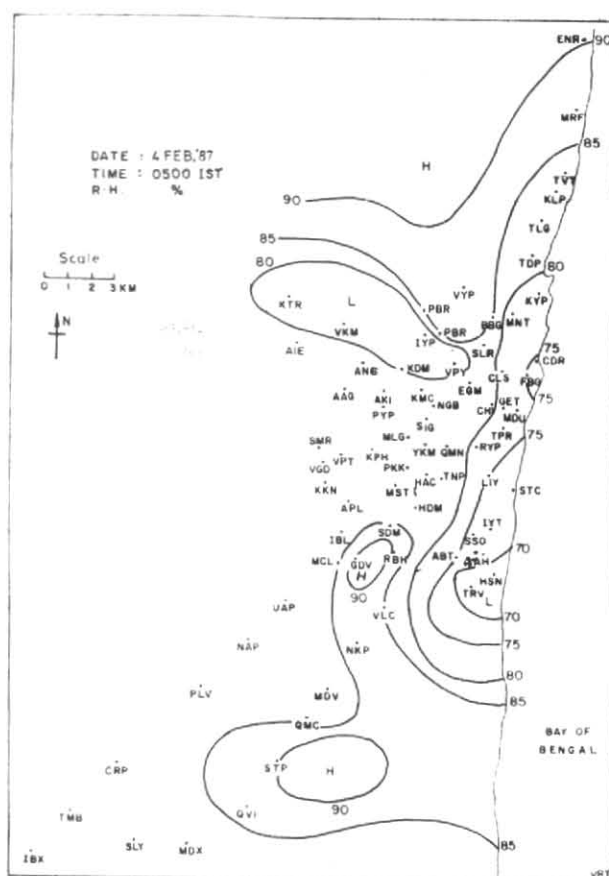 ENR 90
MRF
DATE : 4 FEB,'87
TIME : 0500 IST
R·H. %
85
H
TVT
KLP
90
TLG
85
TDP
80
80
Scale
0 1 2 3 KM
VYP
KYP
KTR
L
PBR
BBG
MNT
N
VKM
PBR
IYP
AIE
SLR
75
CDR
ANG
KDM
VPY
CLS
FBG
AAG
AKI
KMC
EGM
75
PYP
NGB
CHI
GET
MDU
SIG
MLG
TPR
75
SMR
YKM
QMN
RYP
KPH
VPT
VGD
PKK
HAC
TNP
LIY
KKN
MST
STC
APL
HDM
IYT
SDM
IBL
SSO
70
MCL
GDV
RBH
ABT
H
HSN
90
TRV
L
UAP
VLC
70
NAP
NKP
75
80
PLV
MDV
85
QMC
BAY OF
BENGAL
CRP
STP
H
90
TMB
QVI
SLY
MDX
85
IBX